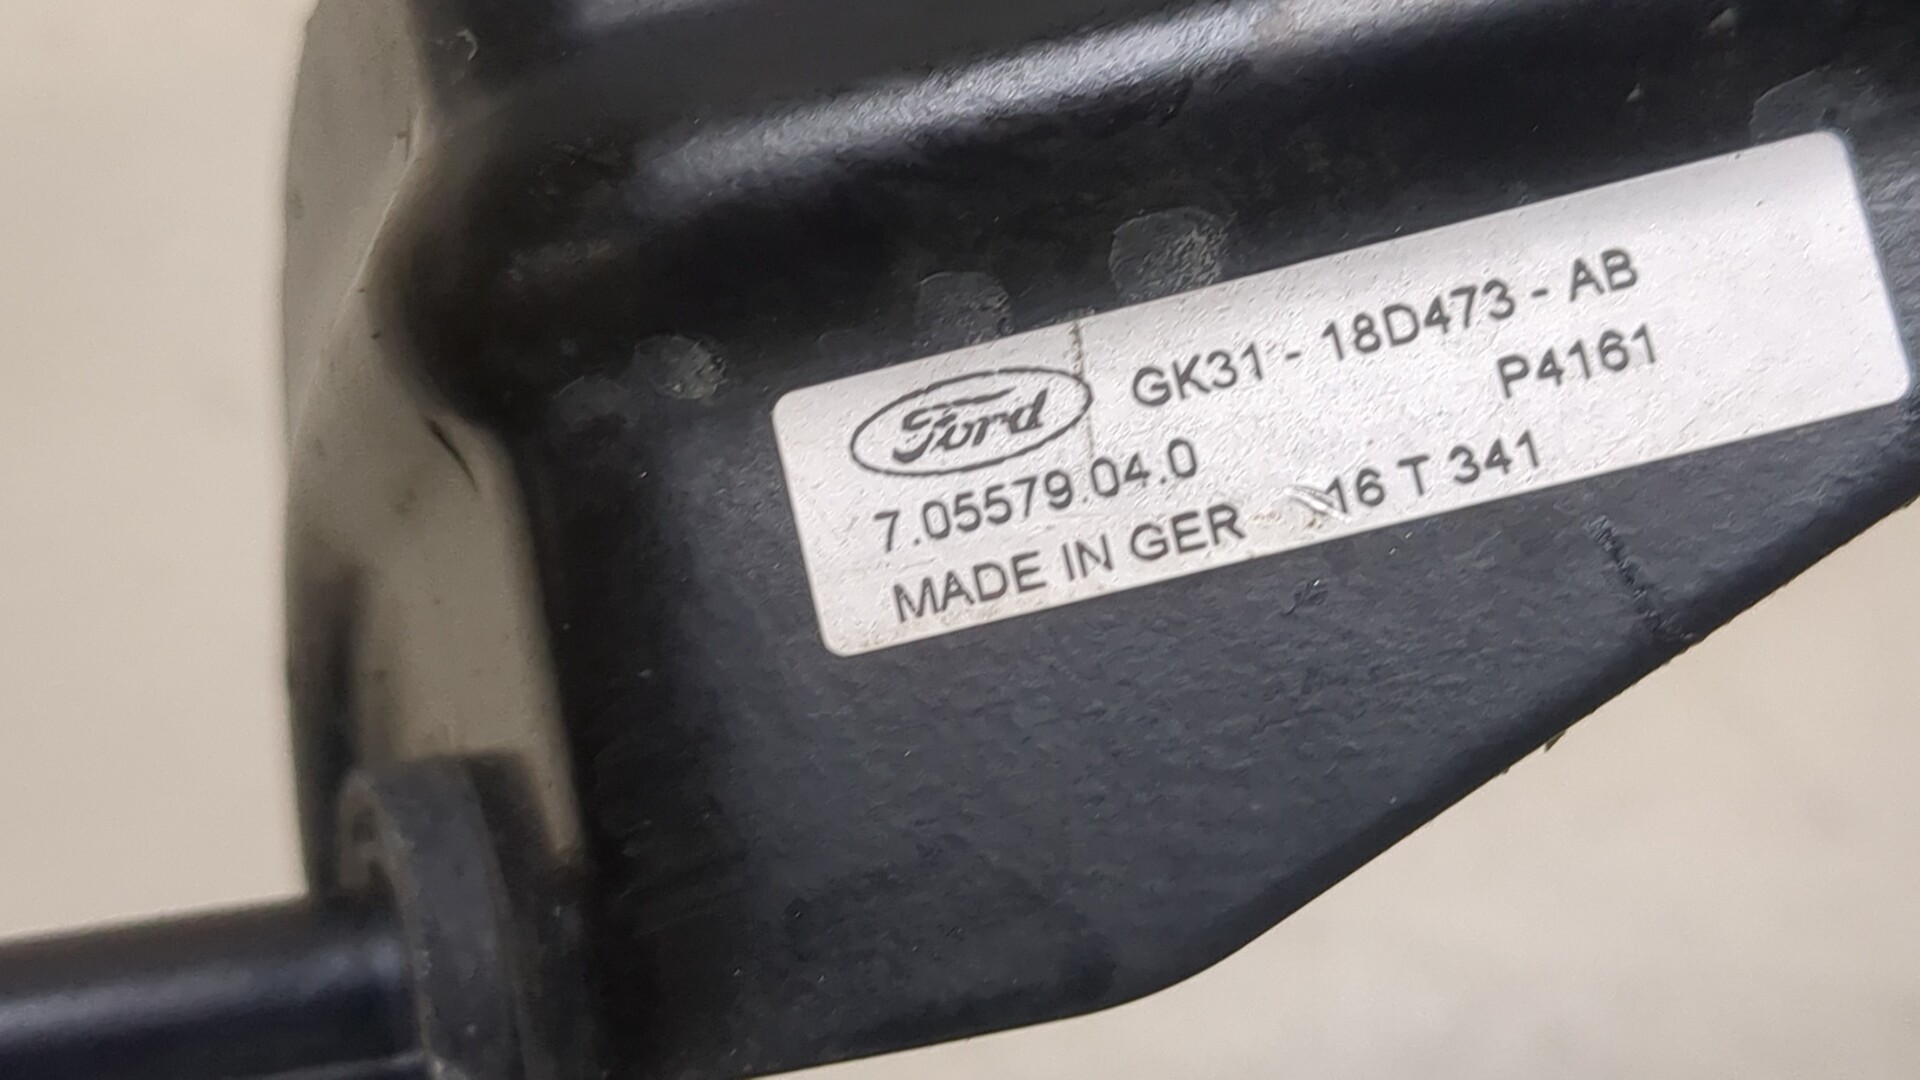 Ford GK31 - 18D473 - AB
P4161
7.05579.04.0
MADE IN GER 16 T 341